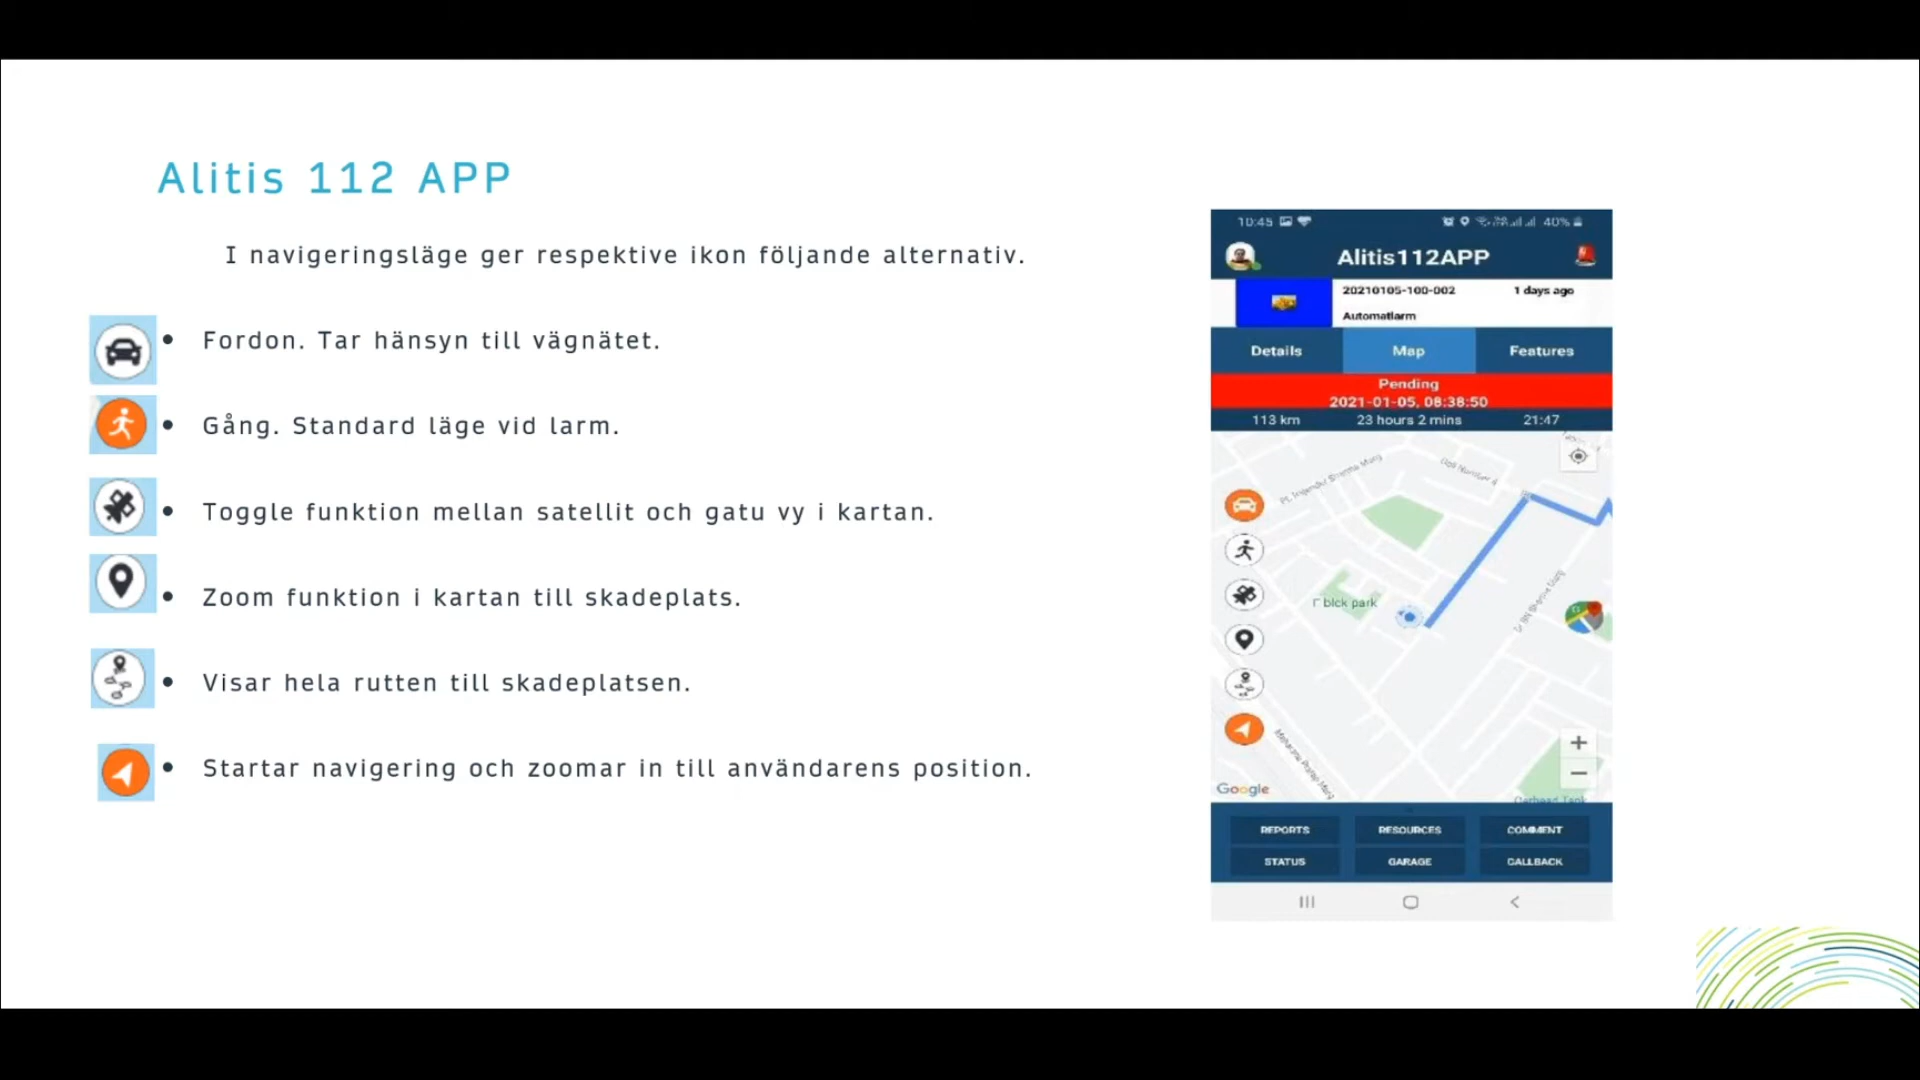 Alitis 112 APP
I navigeringsläge ger respektive ikon följande alternativ.
• Fordon. Tar hänsyn till vägnätet.
• Gång. Standard läge vid larm.
• Toggle funktion mellan satellit och gatu vy i kartan.
• Zoom funktion i kartan till skadeplats.
• Visar hela rutten till skadeplatsen.
• Startar navigering och zoomar in till användarens position.
10:45 40%
Alitis112APP
20210105-100-002 1 days ago
Automatlarm
Details Map Features
Pending
2021-01-05, 08:38:50
113 km 23 hours 2 mins 21:47
blck park
Google
REPORTS RESOURCES COMMENT
STATUS GARAGE CALLBACK